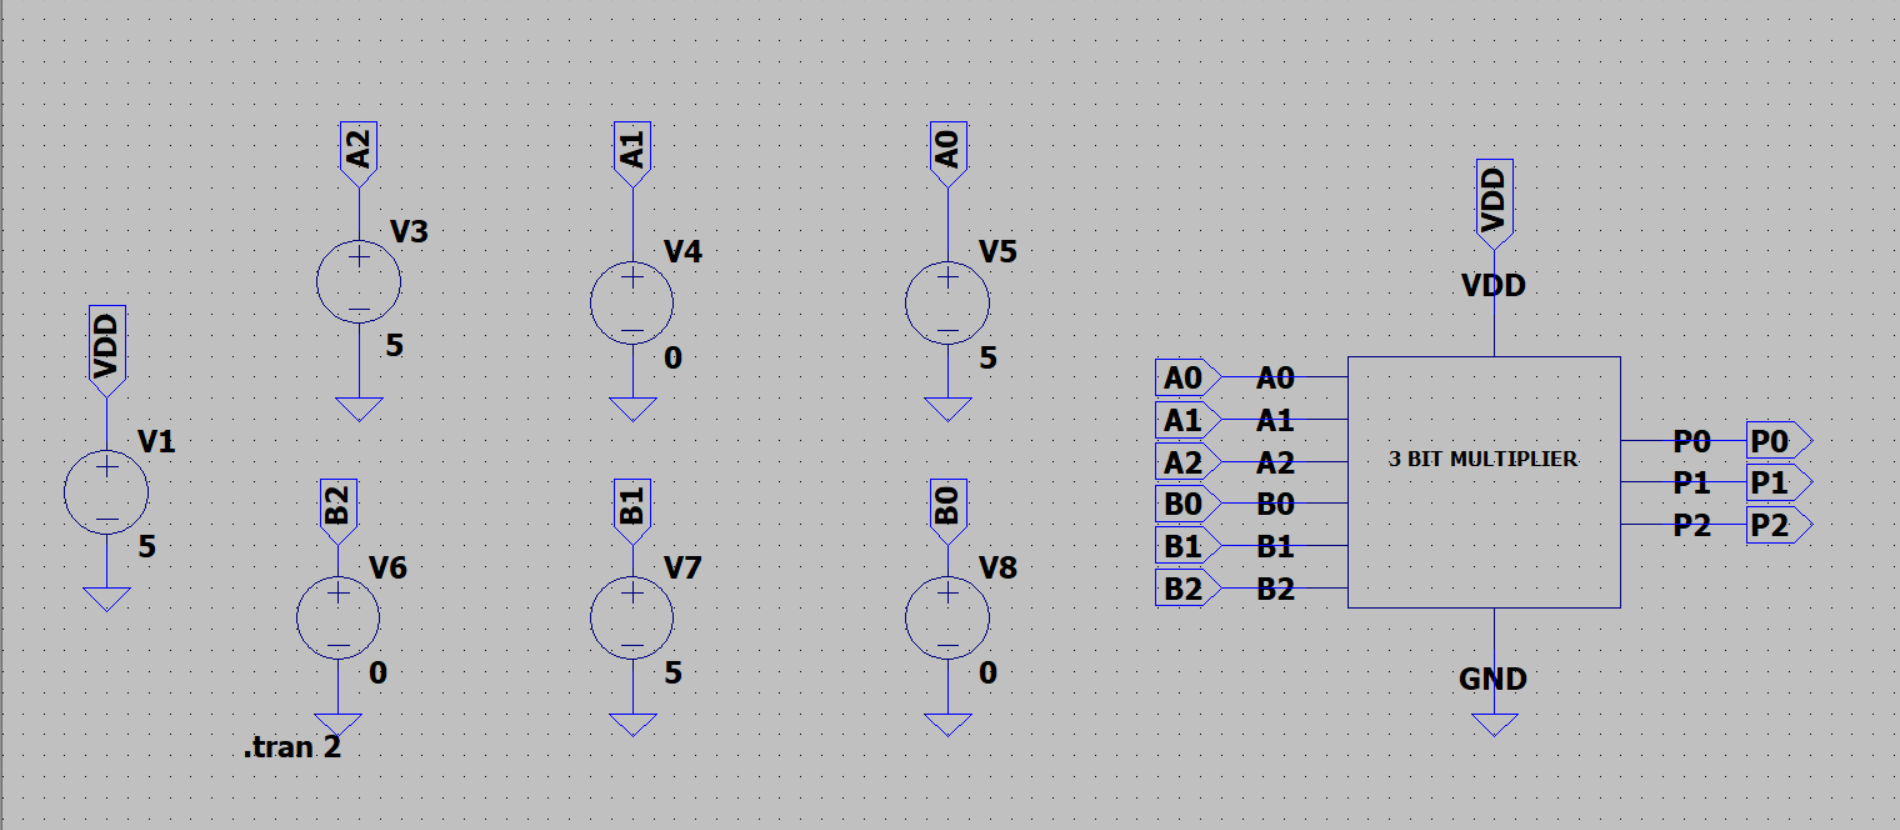 A2
A1
A0
VDD
V3
V4
V5
VDD
VDD
5
0
5
A0 A0
A1 A1
A2 A2
B0 B0
B1 B1
B2 B2
3 BIT MULTIPLIER
P0 P0
P1 P1
P2 P2
V1
5
B2
B1
B0
V6
V7
V8
0
5
0
GND
.tran 2